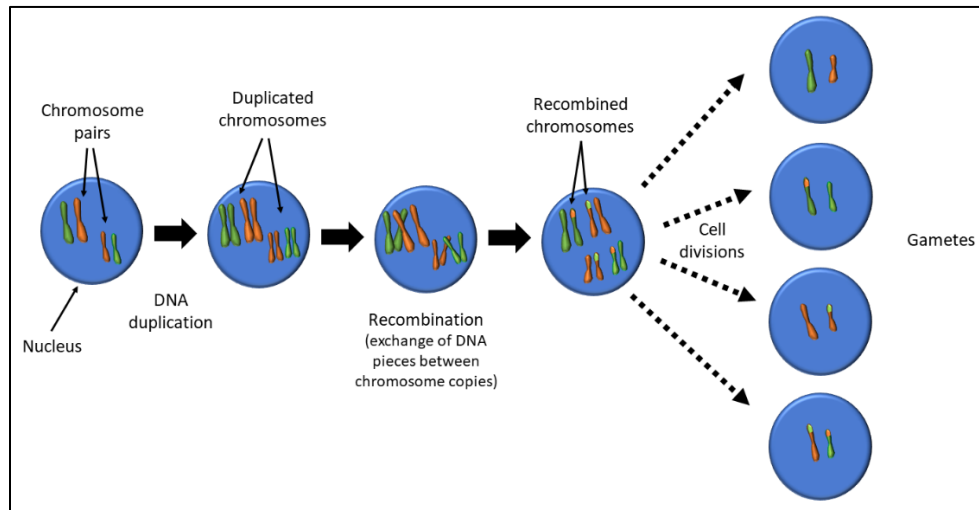 Chromosome
pairs
Duplicated
chromosomes
Recombined
chromosomes
Nucleus
DNA
duplication
Recombination
(exchange of DNA
pieces between
chromosome copies)
Cell
divisions
Gametes